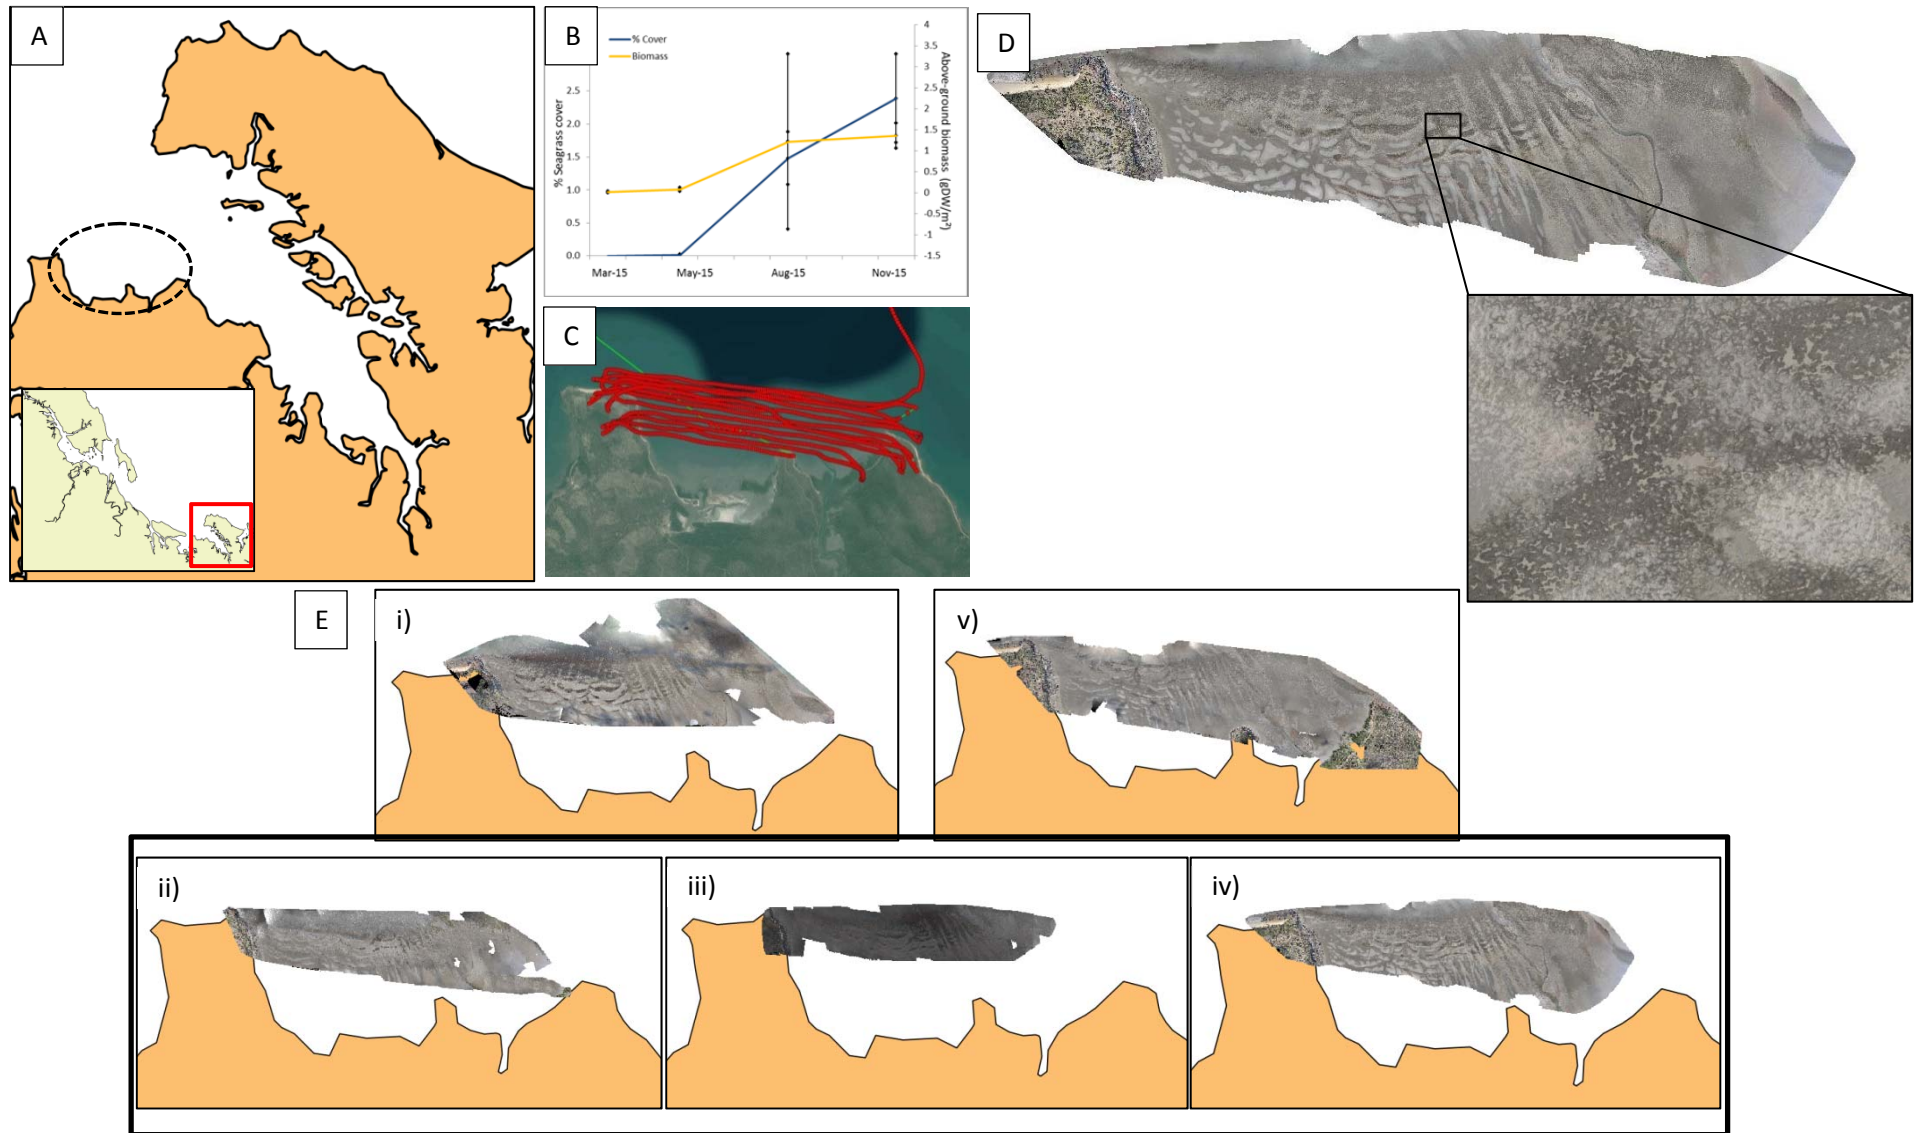 A
B
% Cover
Biomass
% Seagrass cover
2.5
2.0
1.5
1.0
0.5
0.0
4
3.5
3
2.5
2
1.5
1
0.5
0
-0.5
-1
-1.5
Above-ground biomass (gDW/m²)
Mar-15 May-15 Aug-15 Nov-15
C
D
E
i)
v)
ii)
iii)
iv)